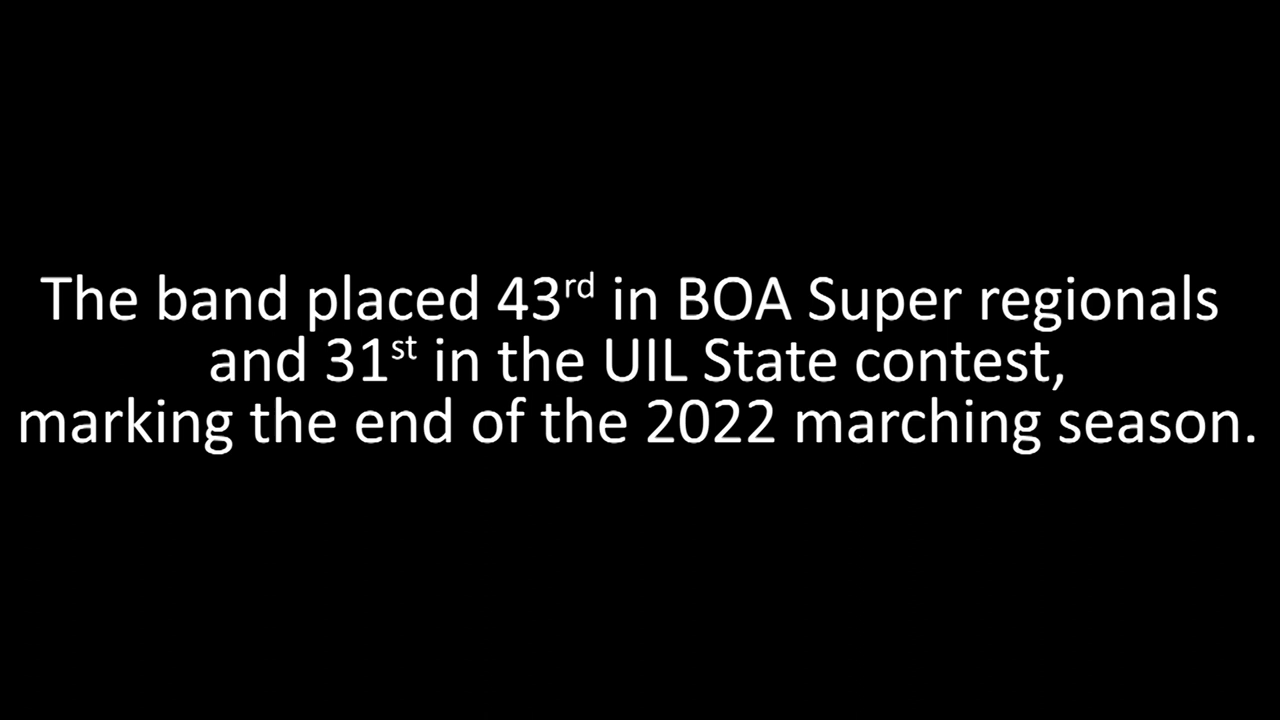 The band placed 43rd in BOA Super regionals
and 31st in the UIL State contest,
marking the end of the 2022 marching season.